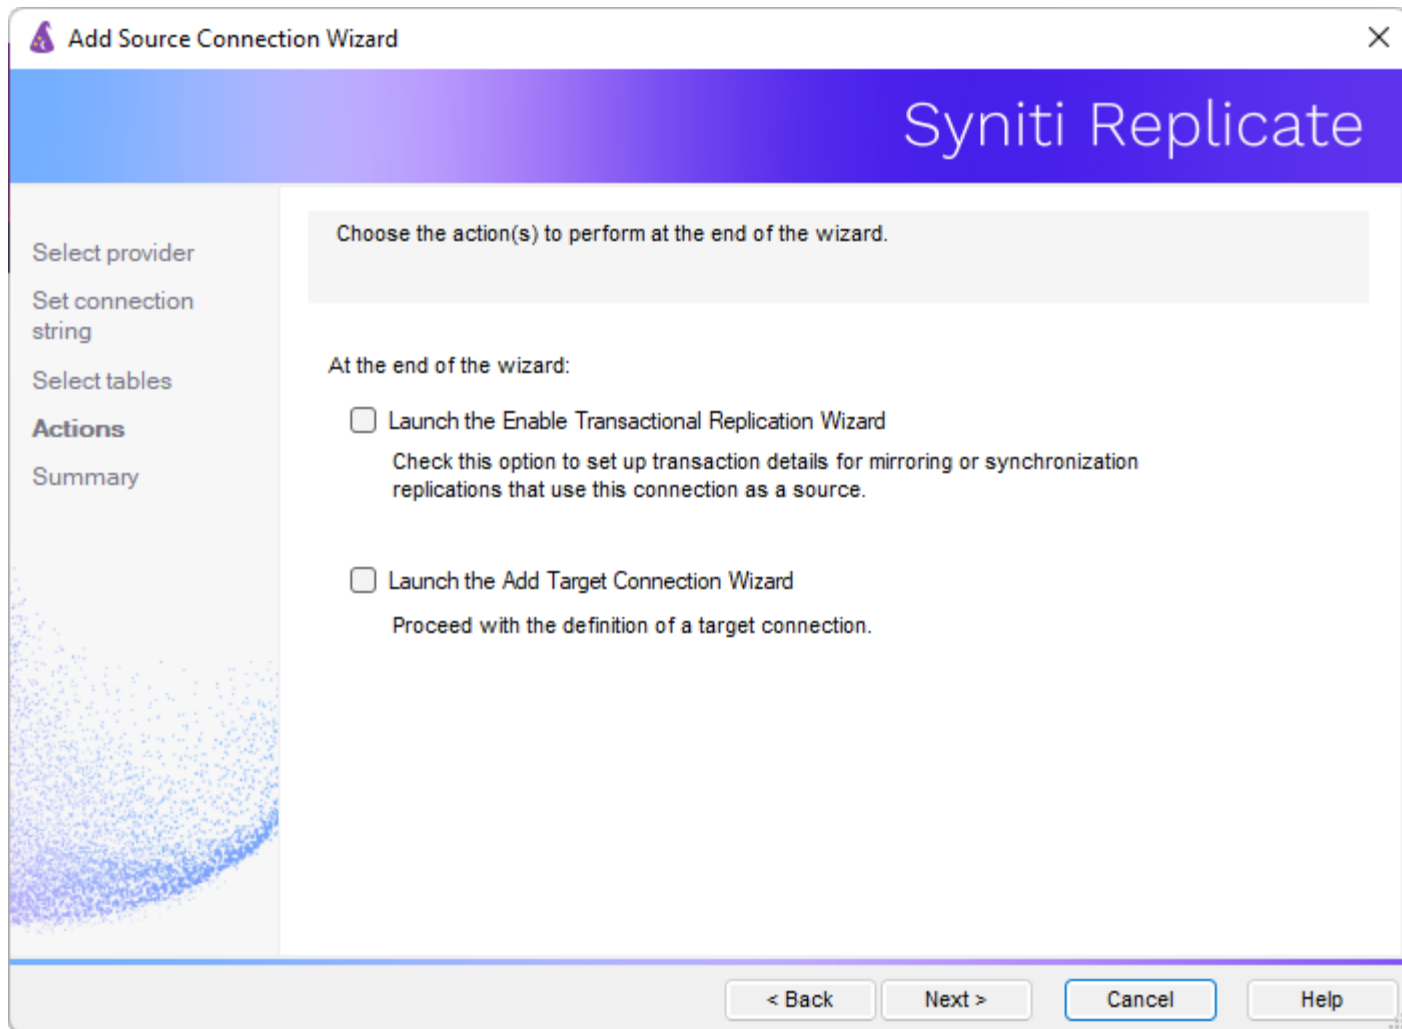 Add Source Connection Wizard
Syniti Replicate
Select provider
Set connection
string
Select tables
Actions
Summary
Choose the action(s) to perform at the end of the wizard.
At the end of the wizard:
Launch the Enable Transactional Replication Wizard
Check this option to set up transaction details for mirroring or synchronization
replications that use this connection as a source.
Launch the Add Target Connection Wizard
Proceed with the definition of a target connection.
< Back
Next >
Cancel
Help